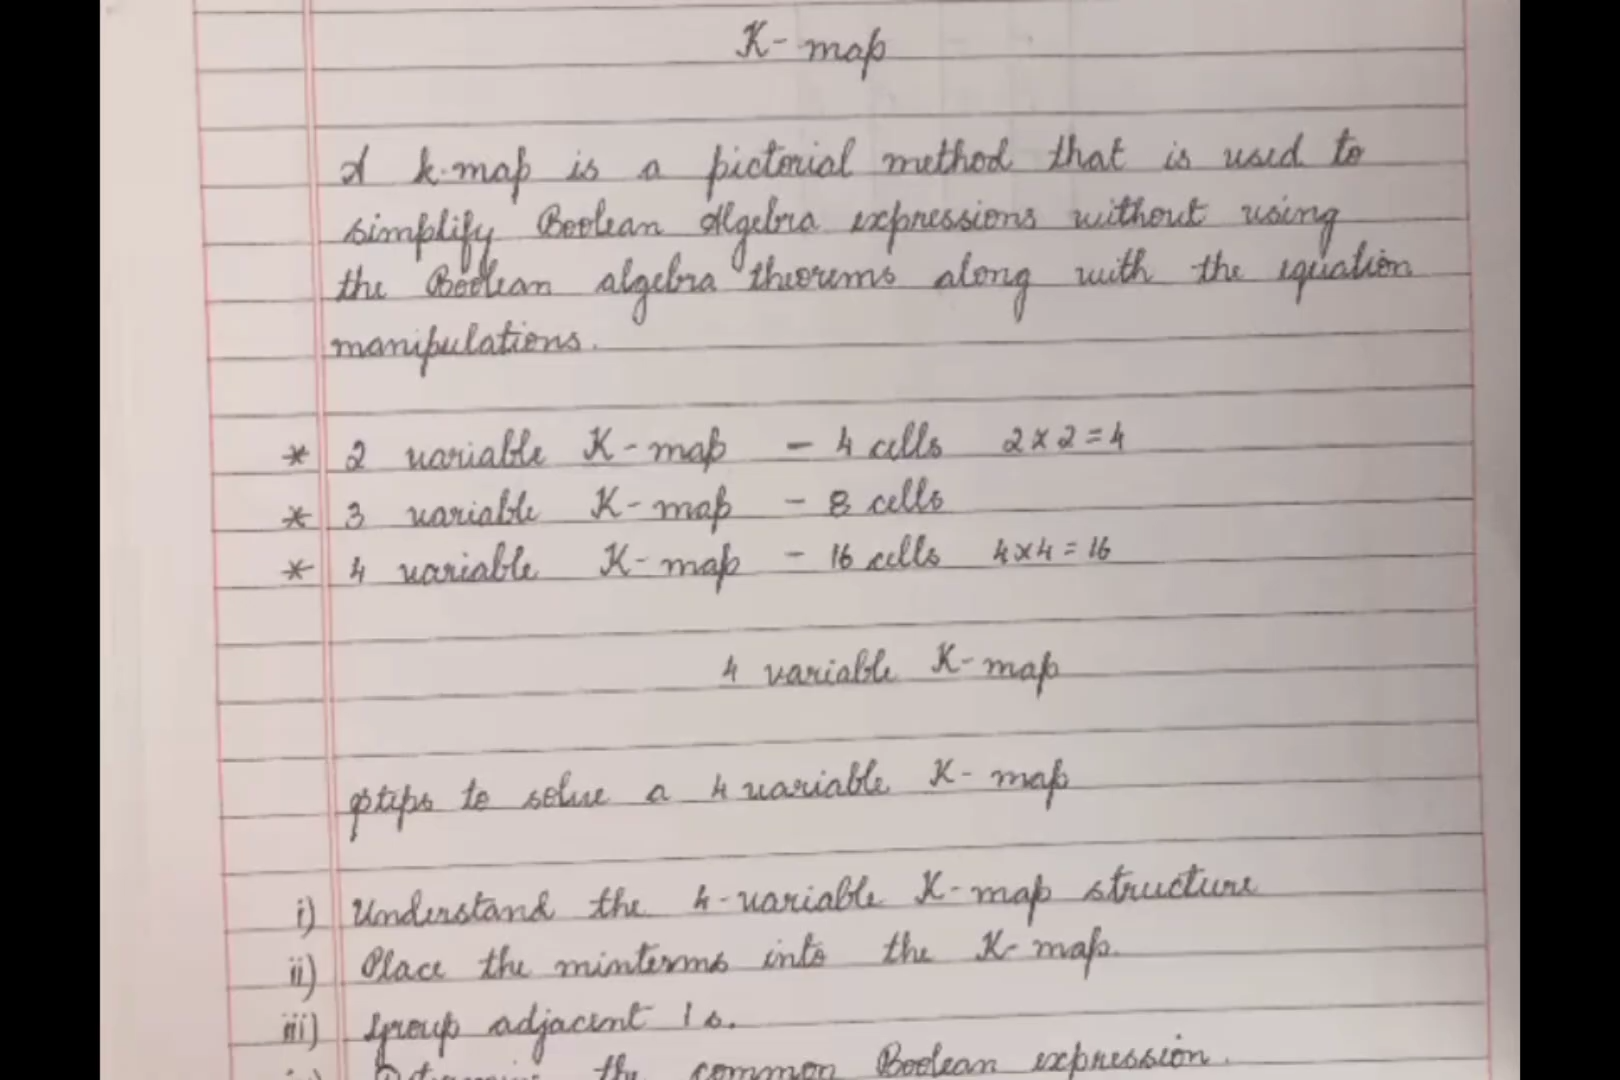 K-map
A k-map is a pictorial method that is used to
simplify Boolean Algebra expressions without using
the Boolean algebra theorems along with the equation
manipulations.
* 2 variable K-map - 4 cells 2×2=4
* 3 variable K-map - 8 cells
* 4 variable K-map - 16 cells 4×4=16
4 variable K-map
steps to solve a 4 variable K-map
i) Understand the 4-variable K-map structure
ii) Place the minterms into the K-map.
iii) Group adjacent 1s.
iv) Determine the common Boolean expression.